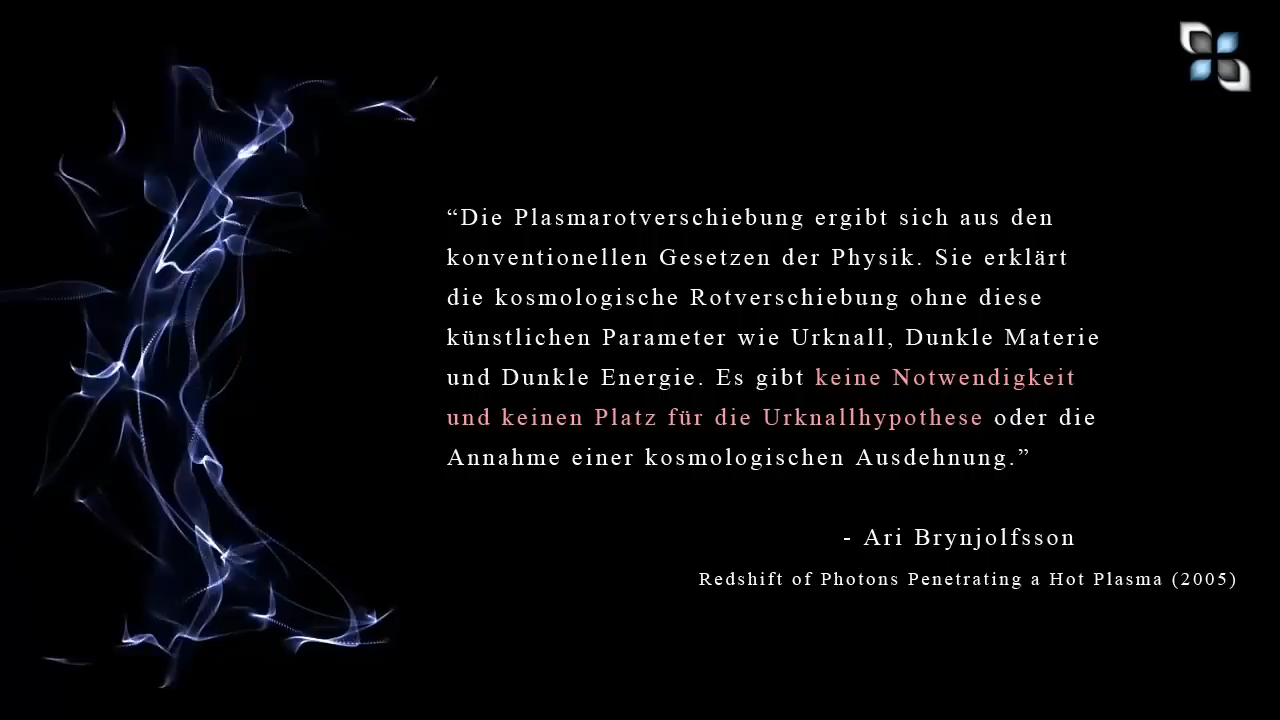 “Die Plasmarotverschiebung ergibt sich aus den
konventionellen Gesetzen der Physik. Sie erklärt
die kosmologische Rotverschiebung ohne diese
künstlichen Parameter wie Urknall, Dunkle Materie
und Dunkle Energie. Es gibt keine Notwendigkeit
und keinen Platz für die Urknallhypothese oder die
Annahme einer kosmologischen Ausdehnung.”
- Ari Brynjolfsson
Redshift of Photons Penetrating a Hot Plasma (2005)